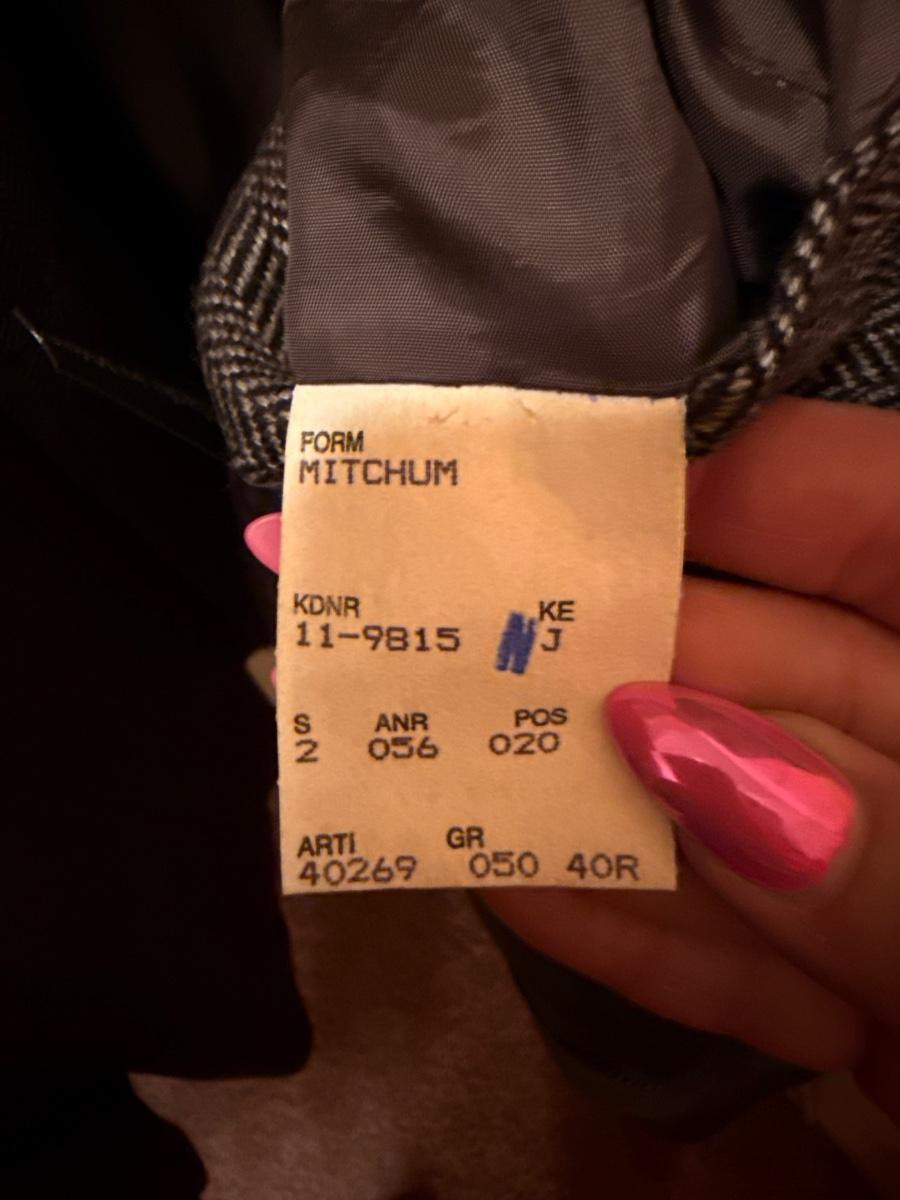 FORM
MITCHUM
KDNR KE
11-9815 J
S ANR POS
2 056 020
ARTI GR
40269 050 40R